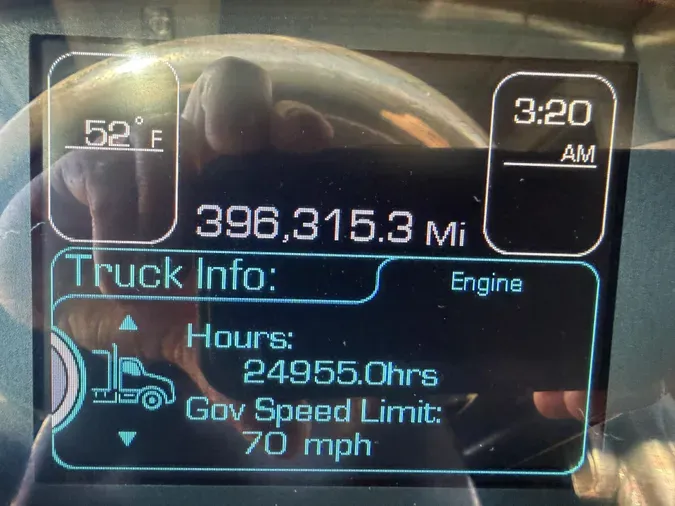 52°F
3:20
AM
396,315.3 Mi
Truck Info:
Engine
Hours:
24955.0hrs
Gov Speed Limit:
70 mph